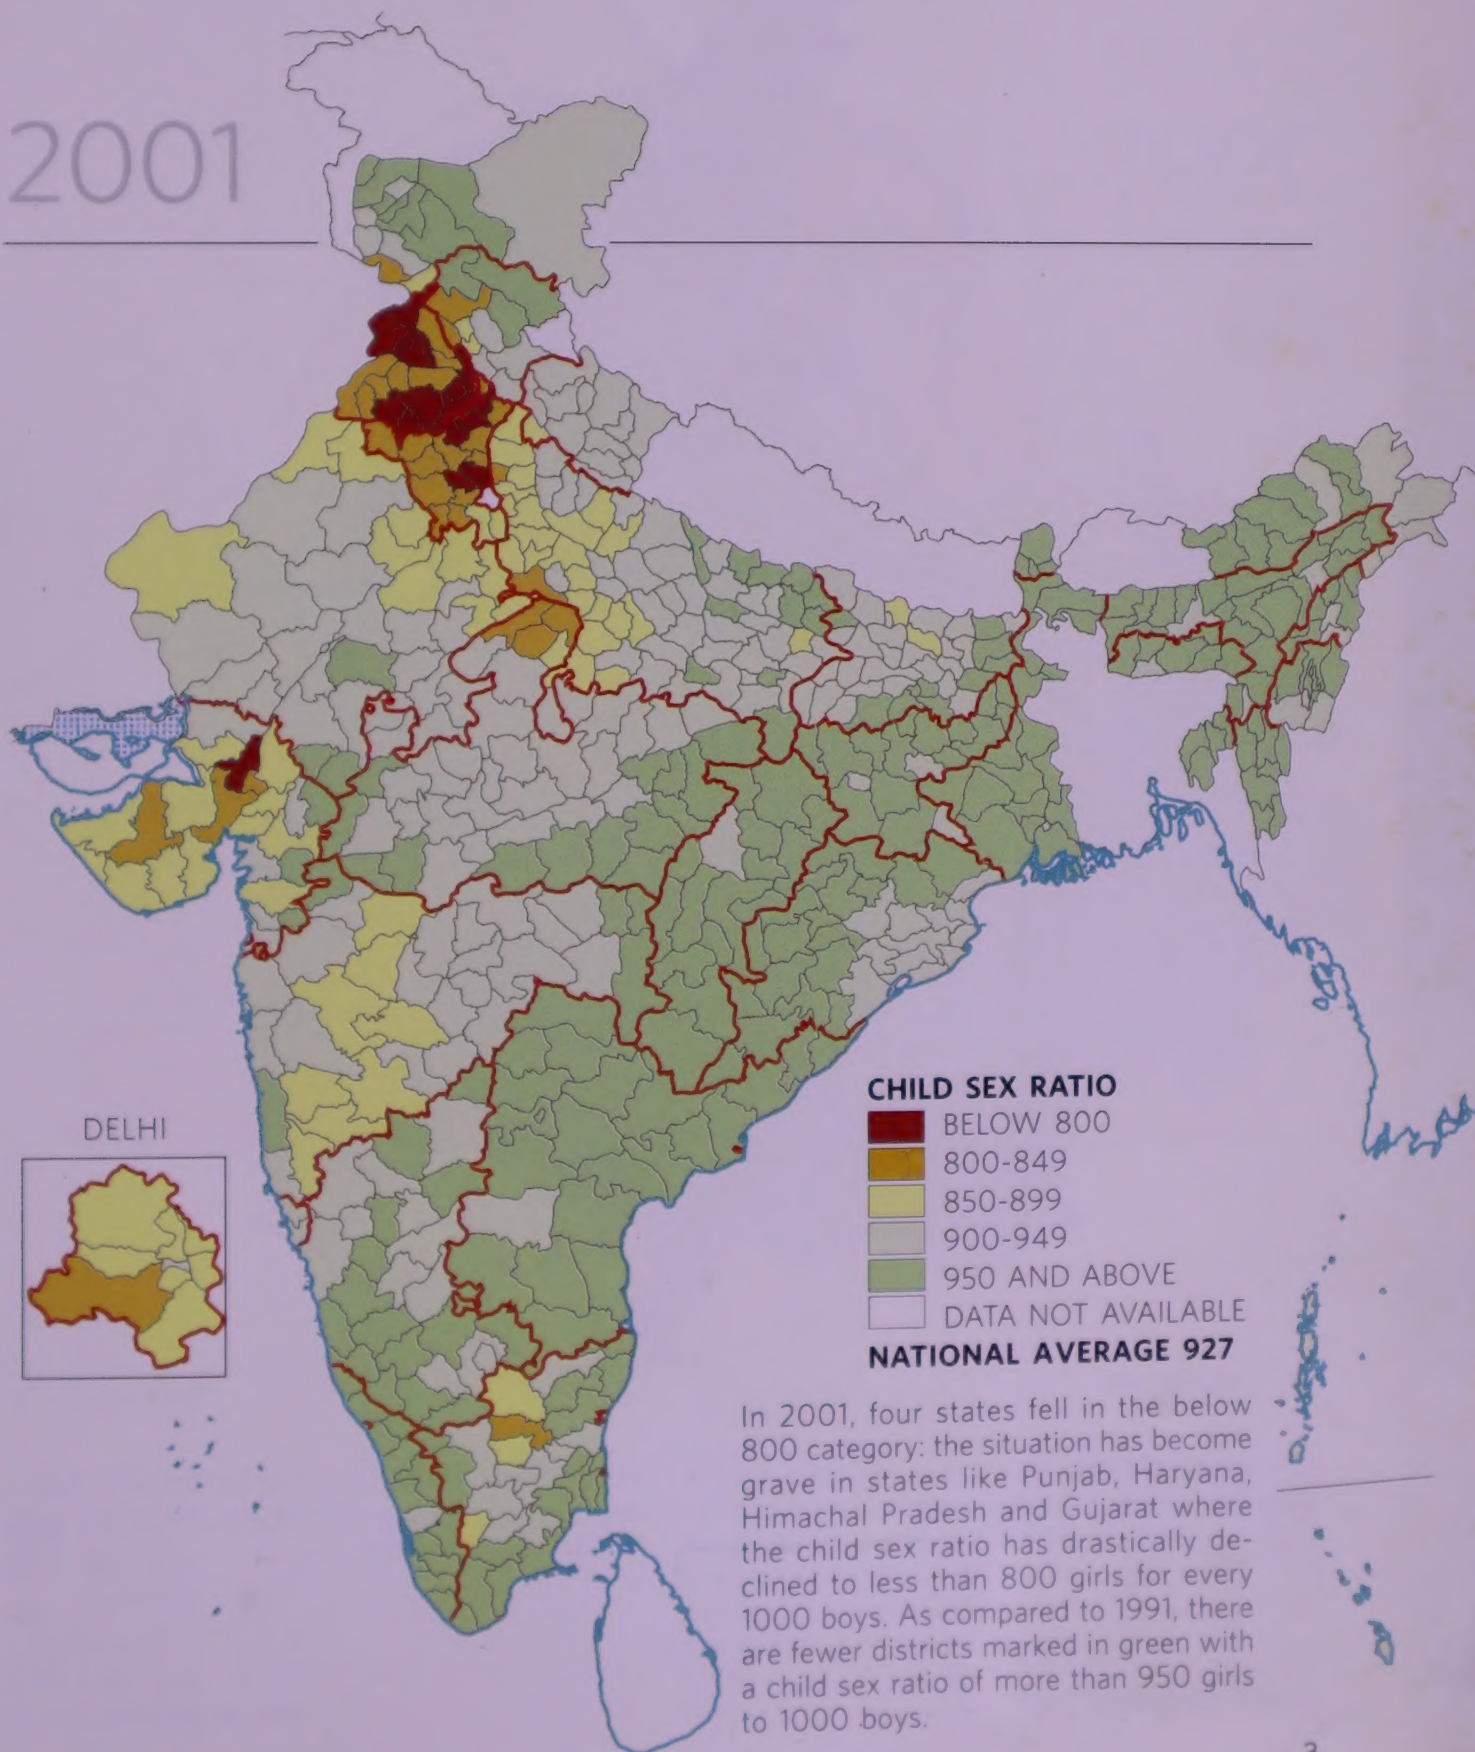 2001
DELHI
CHILD SEX RATIO
BELOW 800
800-849
850-899
900-949
950 AND ABOVE
DATA NOT AVAILABLE
NATIONAL AVERAGE 927
In 2001, four states fell in the below
800 category: the situation has become
grave in states like Punjab, Haryana,
Himachal Pradesh and Gujarat where
the child sex ratio has drastically de-
clined to less than 800 girls for every
1000 boys. As compared to 1991, there
are fewer districts marked in green with
a child sex ratio of more than 950 girls
to 1000 boys.